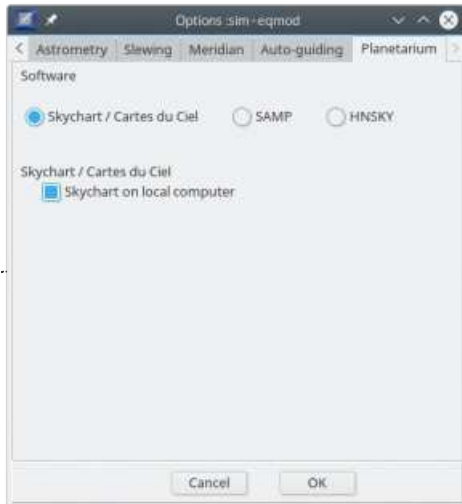 Options :sim-eqmod
Astrometry Slewing Meridian Auto-guiding Planetarium
Software
Skychart / Cartes du Ciel SAMP HNSKY
Skychart / Cartes du Ciel
Skychart on local computer
Cancel OK